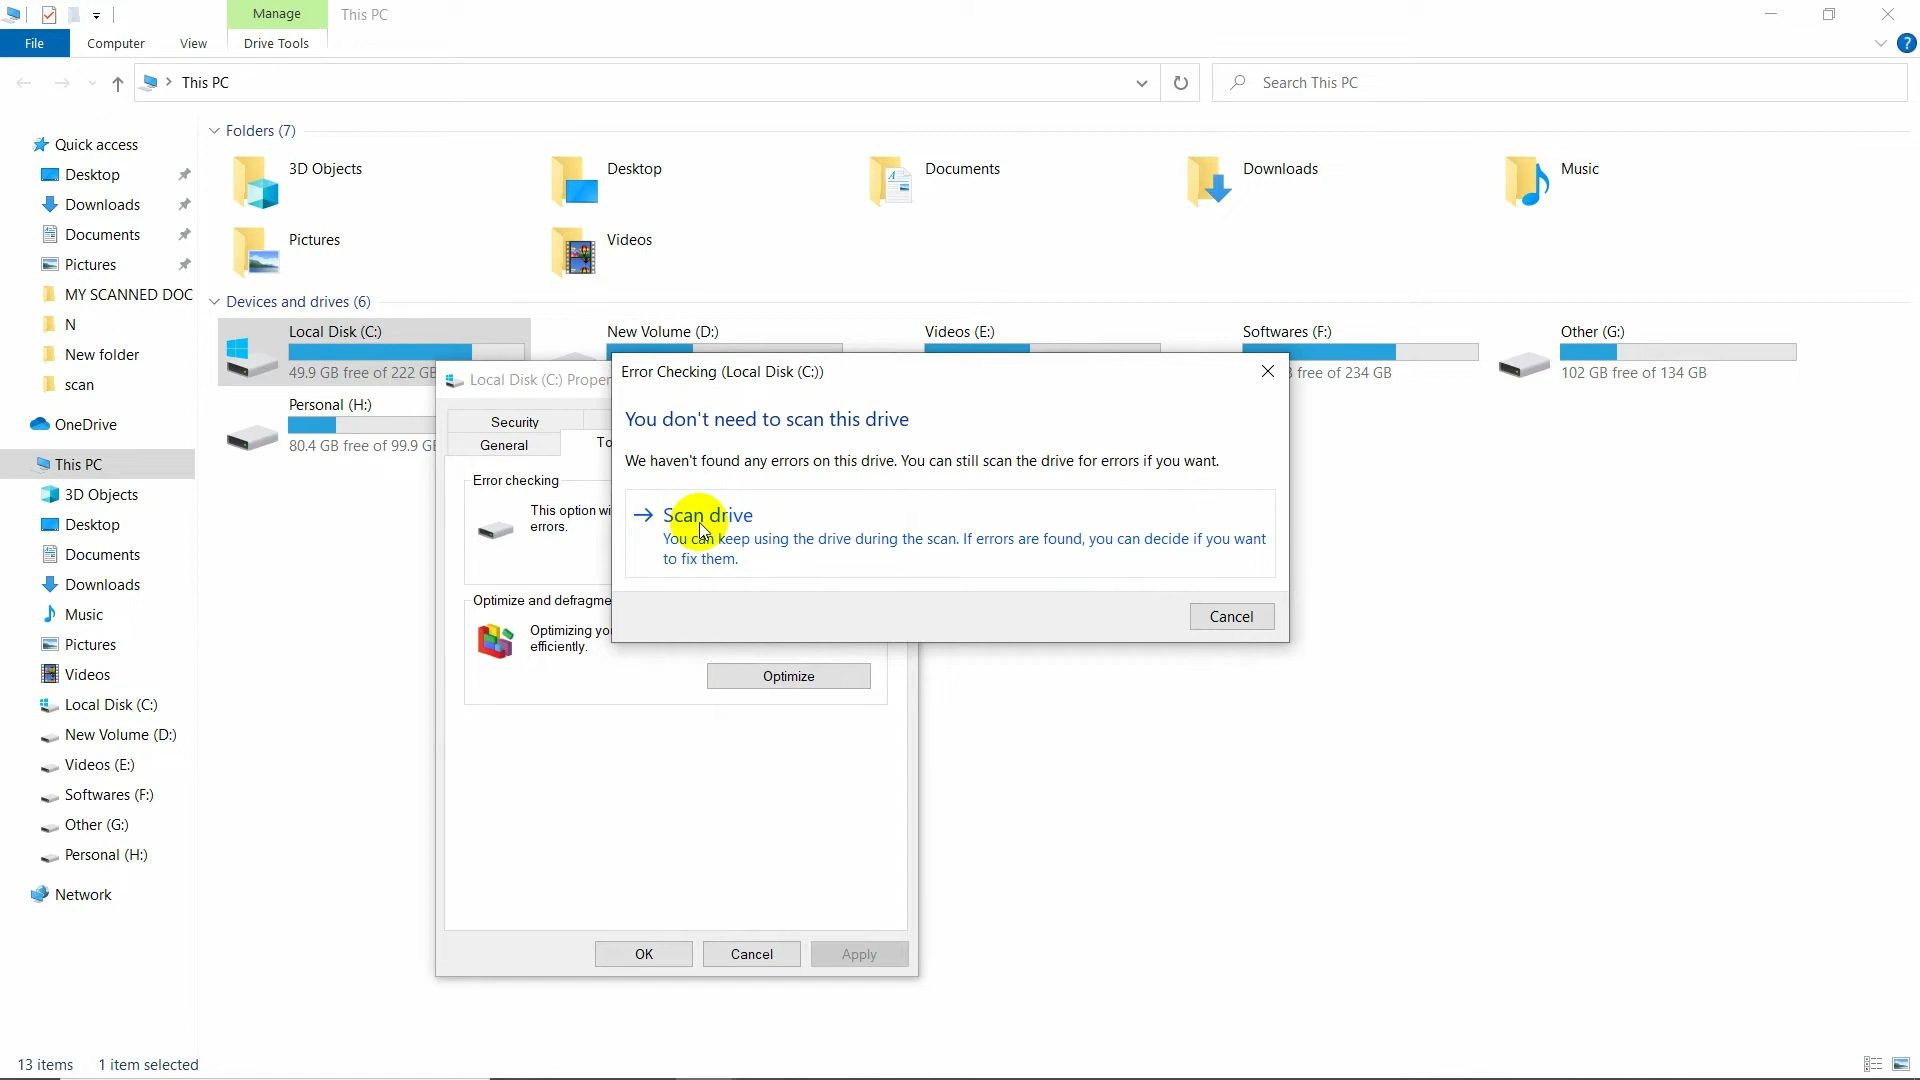 Manage
This PC
File
Computer
View
Drive Tools
This PC
Search This PC
Quick access
Desktop
Downloads
Documents
Pictures
MY SCANNED DOC
N
New folder
scan
OneDrive
This PC
3D Objects
Desktop
Documents
Downloads
Music
Pictures
Videos
Local Disk (C:)
New Volume (D:)
Videos (E:)
Softwares (F:)
Other (G:)
Personal (H:)
Network
Folders (7)
3D Objects
Desktop
Documents
Downloads
Music
Pictures
Videos
Devices and drives (6)
Local Disk (C:)
49.9 GB free of 222 GB
New Volume (D:)
Videos (E:)
Softwares (F:)
free of 234 GB
Other (G:)
102 GB free of 134 GB
Personal (H:)
80.4 GB free of 99.9 GB
Local Disk (C:) Proper
Security
General
To
Error checking
This option wi
errors.
Optimize and defragme
Optimizing yo
efficiently.
Optimize
OK
Cancel
Apply
Error Checking (Local Disk (C:))
You don't need to scan this drive
We haven't found any errors on this drive. You can still scan the drive for errors if you want.
Scan drive
You can keep using the drive during the scan. If errors are found, you can decide if you want
to fix them.
Cancel
13 items
1 item selected